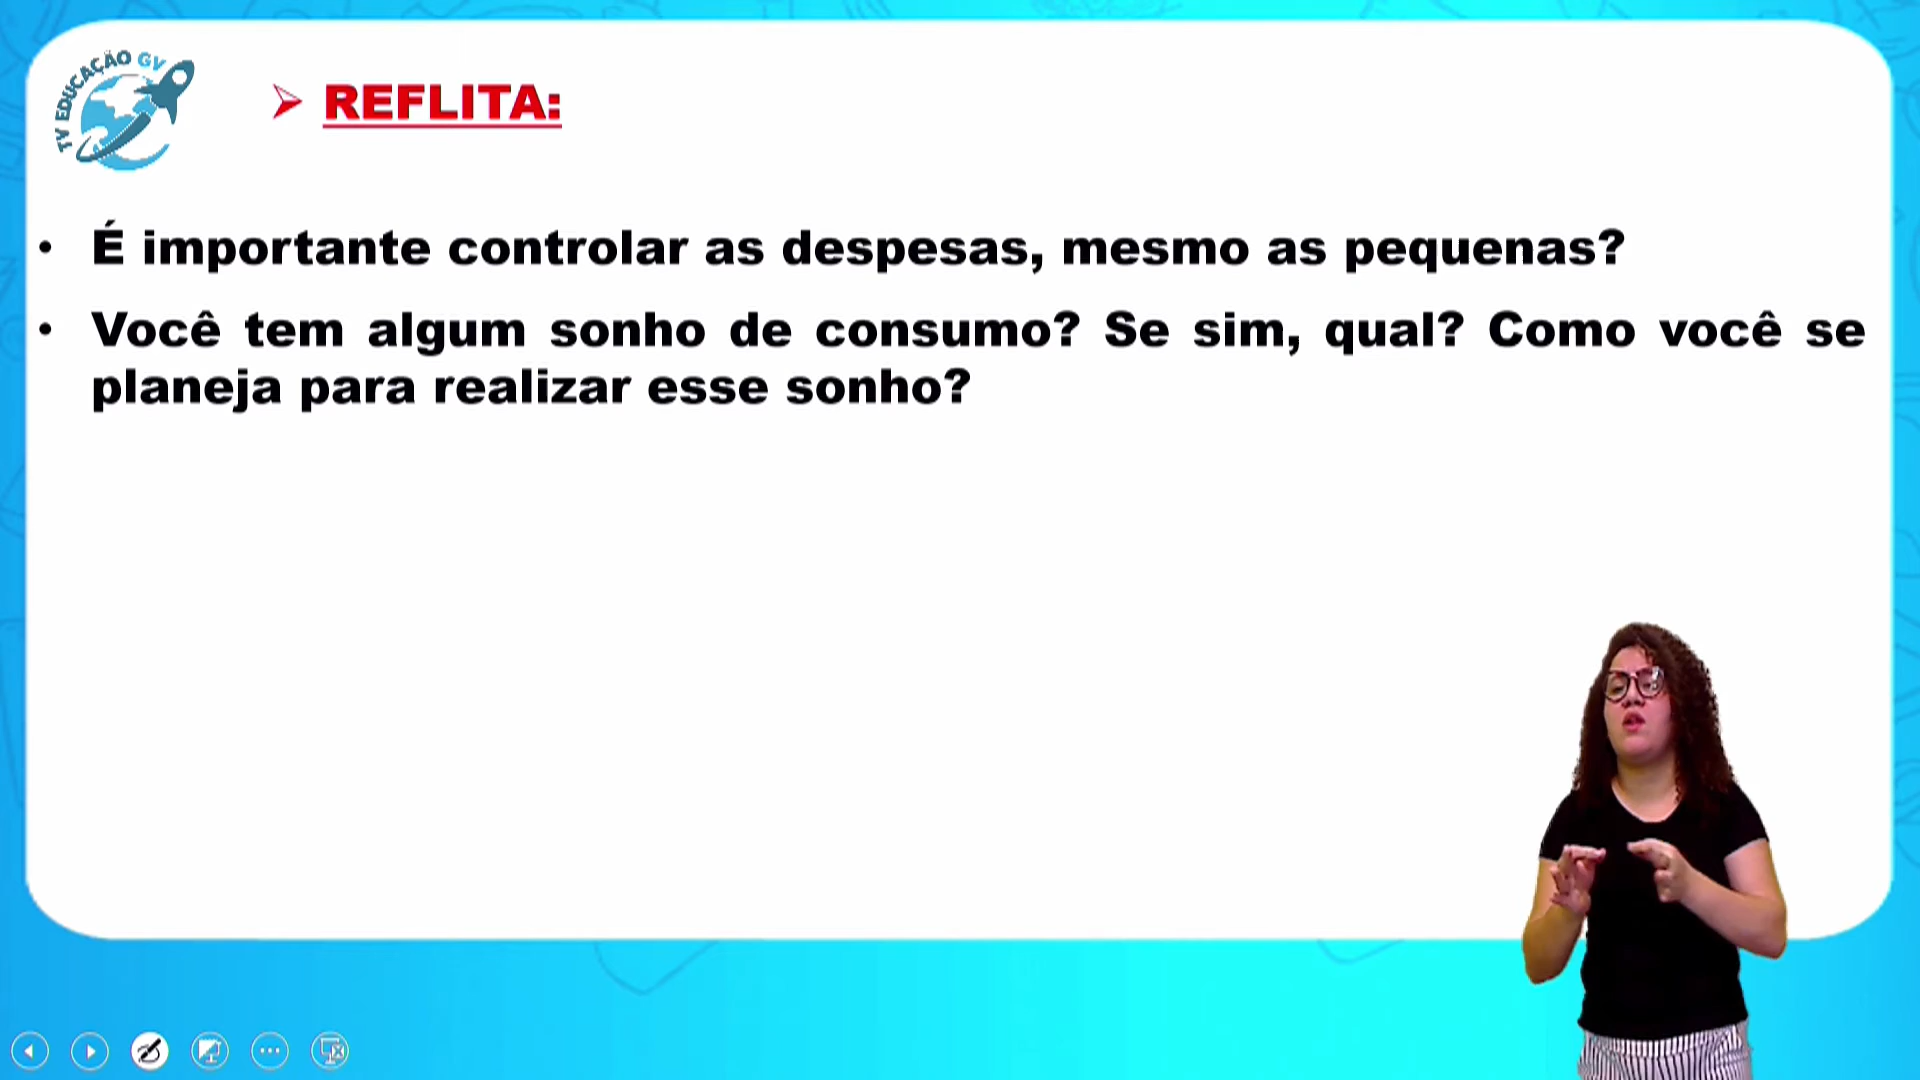 TV EDUCAÇÃO GV
➢ REFLITA:
• É importante controlar as despesas, mesmo as pequenas?
• Você tem algum sonho de consumo? Se sim, qual? Como você se
planeja para realizar esse sonho?